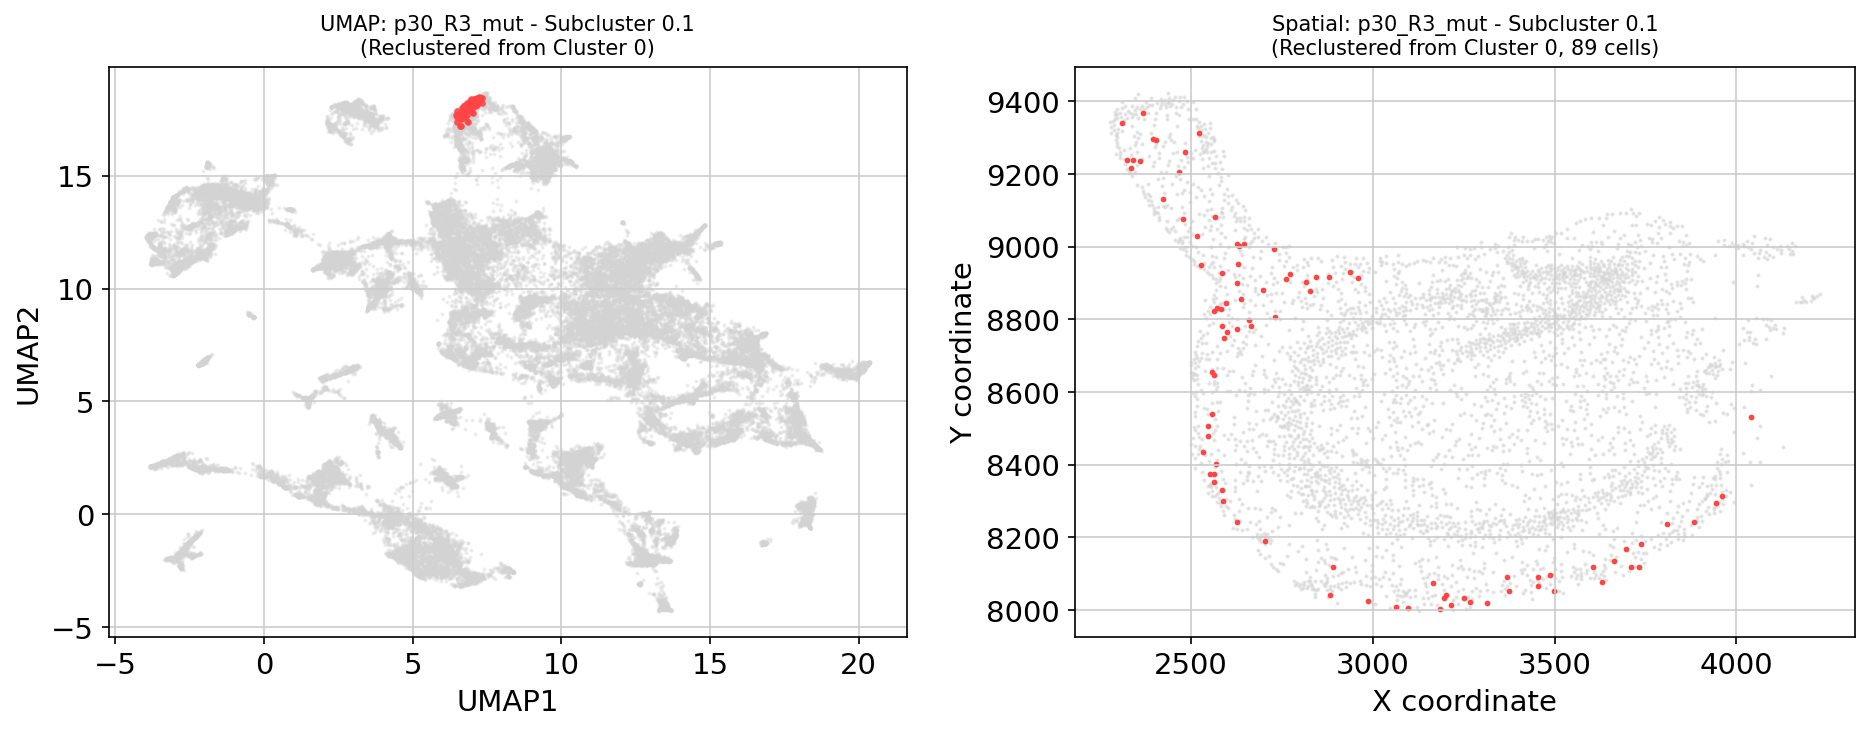 UMAP: p30_R3_mut - Subcluster 0.1
(Reclustered from Cluster 0)
15
10
5
0
−5
−5
0
5
10
15
20
UMAP1
UMAP2
Spatial: p30_R3_mut - Subcluster 0.1
(Reclustered from Cluster 0, 89 cells)
9400
9200
9000
8800
8600
8400
8200
8000
2500
3000
3500
4000
X coordinate
Y coordinate